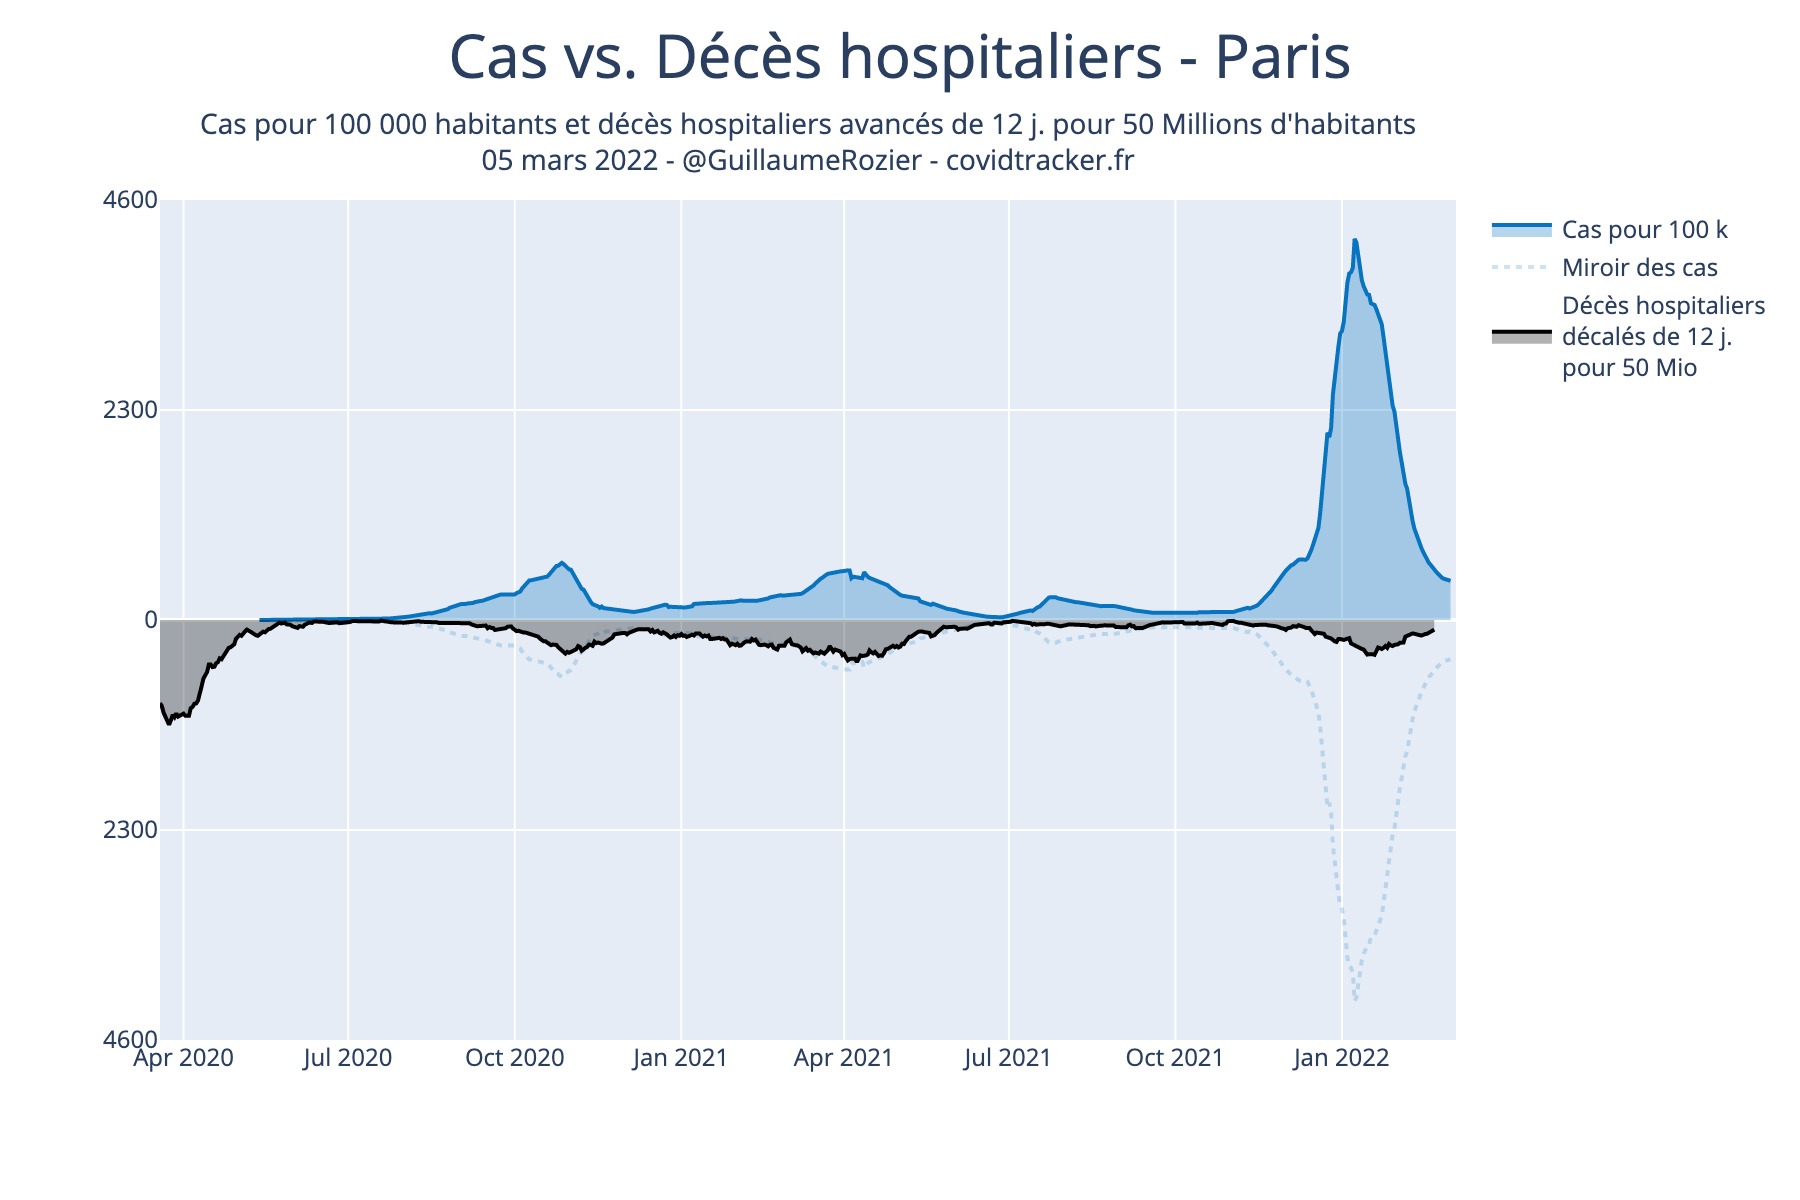 Cas vs. Décès hospitaliers - Paris
Cas pour 100 000 habitants et décès hospitaliers avancés de 12 j. pour 50 Millions d'habitants
05 mars 2022 - @GuillaumeRozier - covidtracker.fr
4600
2300
0
2300
4600
Apr 2020
Jul 2020
Oct 2020
Jan 2021
Apr 2021
Jul 2021
Oct 2021
Jan 2022
Cas pour 100 k
Miroir des cas
Décès hospitaliers
décalés de 12 j.
pour 50 Mio